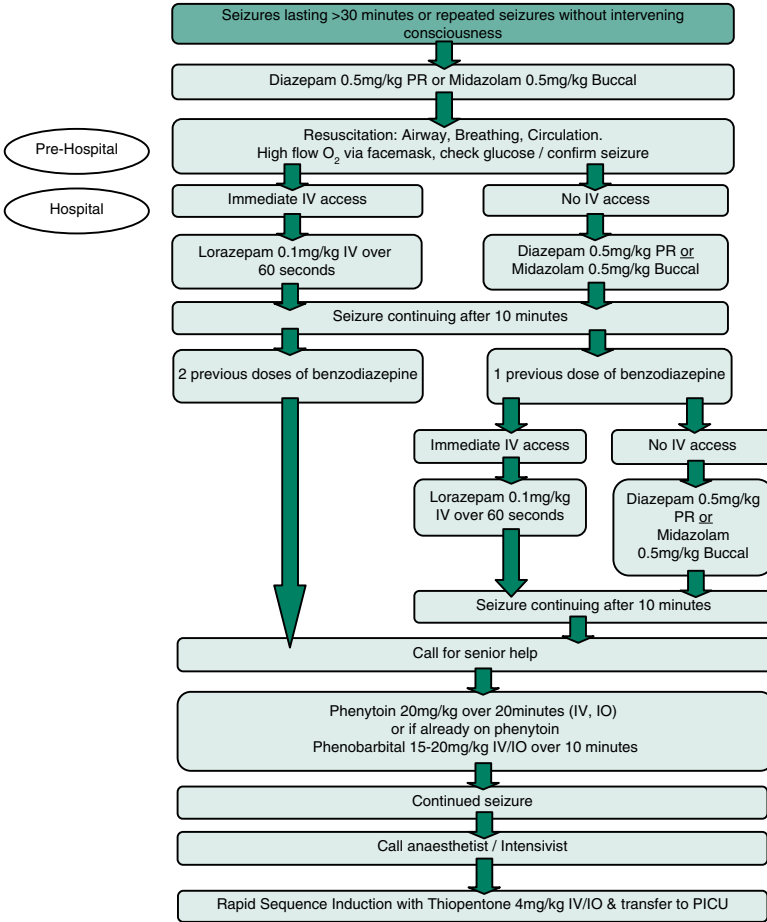 Seizures lasting >30 minutes or repeated seizures without intervening
consciousness
Diazepam 0.5mg/kg PR or Midazolam 0.5mg/kg Buccal
Pre-Hospital
Resuscitation: Airway, Breathing, Circulation.
High flow O₂ via facemask, check glucose / confirm seizure
Hospital
Immediate IV access
No IV access
Lorazepam 0.1mg/kg IV over
60 seconds
Diazepam 0.5mg/kg PR or
Midazolam 0.5mg/kg Buccal
Seizure continuing after 10 minutes
2 previous doses of benzodiazepine
1 previous dose of benzodiazepine
Immediate IV access
No IV access
Lorazepam 0.1mg/kg
IV over 60 seconds
Diazepam 0.5mg/kg
PR or
Midazolam
0.5mg/kg Buccal
Seizure continuing after 10 minutes
Call for senior help
Phenytoin 20mg/kg over 20minutes (IV, IO)
or if already on phenytoin
Phenobarbital 15-20mg/kg IV/IO over 10 minutes
Continued seizure
Call anaesthetist / Intensivist
Rapid Sequence Induction with Thiopentone 4mg/kg IV/IO & transfer to PICU